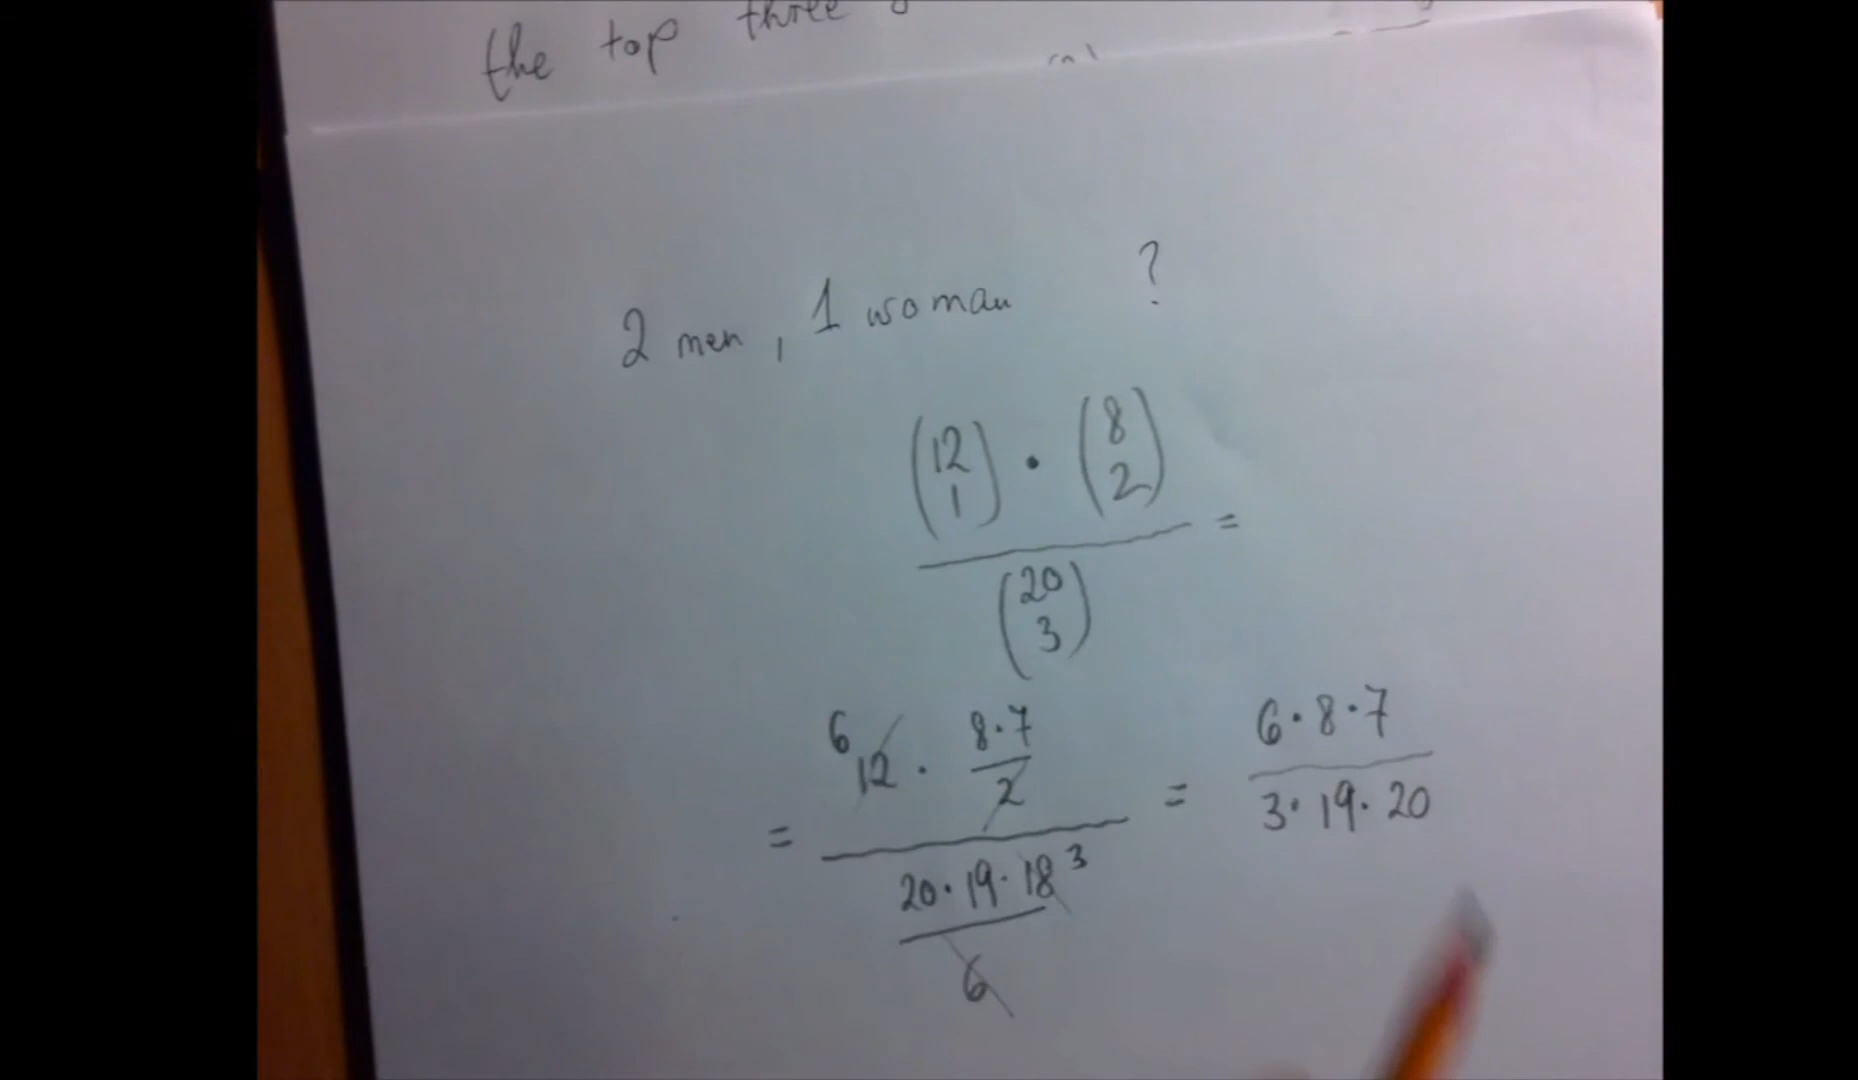 the top three
2 men, 1 woman ?
(12 1) · (8 2)
=
(20 3)
6 12 · 8·7 / 2
= =
20·19·18 3
6
6·8·7
3·19·20